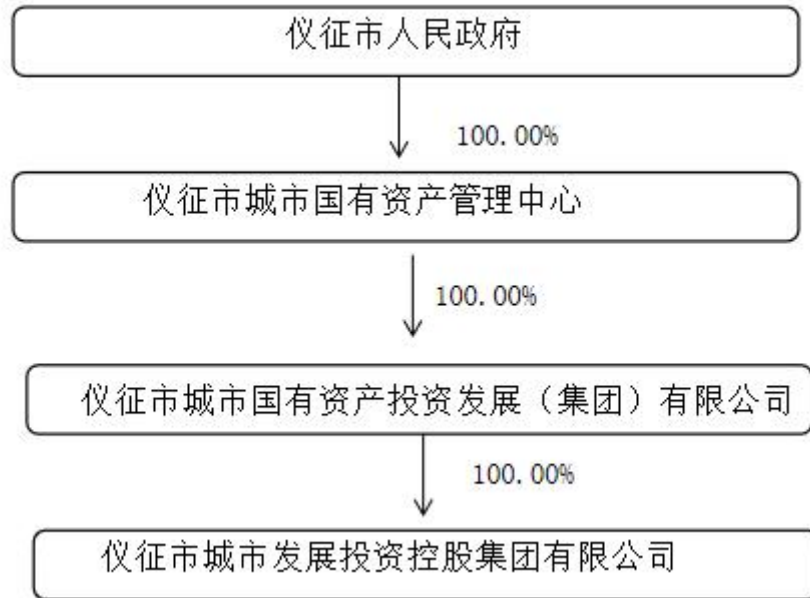 仪征市人民政府
100.00%
仪征市城市国有资产管理中心
100.00%
仪征市城市国有资产投资发展（集团）有限公司
100.00%
仪征市城市发展投资控股集团有限公司